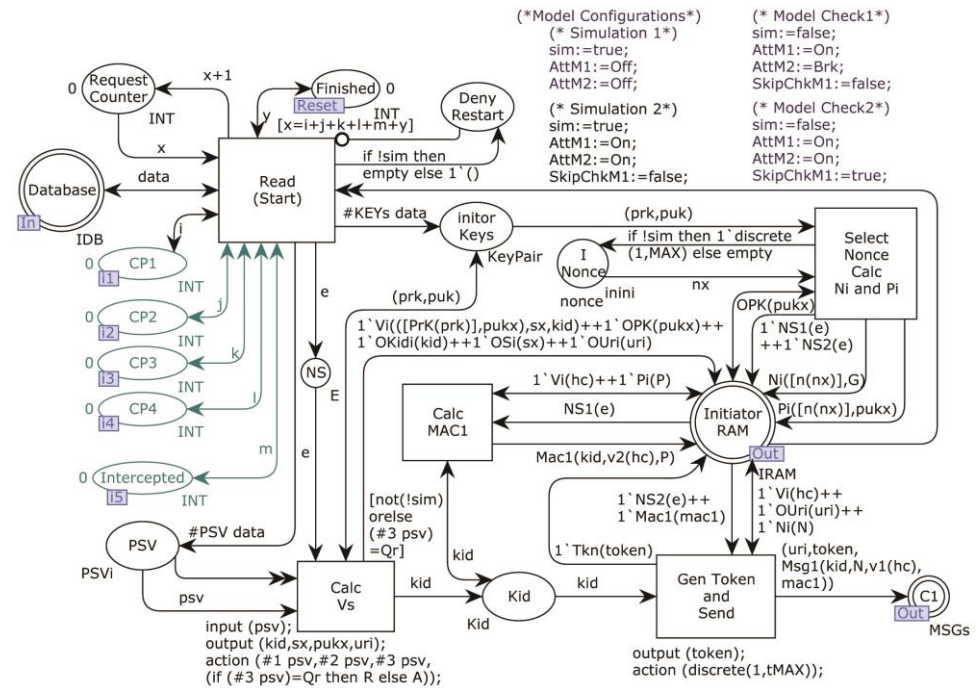 (*Model Configurations*)
(* Simulation 1*)
sim:=true;
AttM1:=Off;
AttM2:=Off;
(* Simulation 2*)
sim:=true;
AttM1:=On;
AttM2:=On;
SkipChkM1:=false;
(* Model Check1*)
sim:=false;
AttM1:=On;
AttM2:=Brk;
SkipChkM1:=false;
(* Model Check2*)
sim:=false;
AttM1:=On;
AttM2:=On;
SkipChkM1:=true;
0
Request
Counter
INT
x+1
x
Finished
0
Reset
INT
y
[x=i+j+k+l+m+y]
Deny
Restart
if !sim then
empty else 1`()
Database
In
IDB
data
Read
(Start)
#KEYs data
initor
Keys
KeyPair
(prk,puk)
if !sim then 1`discrete
(1,MAX) else empty
I
Nonce
nonce
inini
nx
Select
Nonce
Calc
Ni and Pi
i
0
CP1
i1
INT
0
CP2
i2
INT
j
0
CP3
i3
INT
k
0
CP4
i4
INT
l
0
Intercepted
i5
INT
m
e
NS
E
e
(prk,puk)
1`Vi(([PrK(prk)],pukx),sx,kid)++1`OPK(pukx)++
1`OKidi(kid)++1`OSi(sx)++1`OUri(uri)
OPK(pukx)
1`NS1(e)
++1`NS2(e)
Ni([n(nx)],G)
Pi([n(nx)],pukx)
1`Vi(hc)++1`Pi(P)
NS1(e)
Calc
MAC1
Mac1(kid,v2(hc),P)
Initiator
RAM
Out
IRAM
1`NS2(e)++
1`Mac1(mac1)
1`Vi(hc)++
1`OUri(uri)++
1`Ni(N)
1`Tkn(token)
[not(!sim)
orelse
(#3 psv)
=Qr]
#PSV data
PSV
PSVi
psv
Calc
Vs
kid
kid
Kid
Kid
kid
Gen Token
and
Send
(uri,token,
Msg1(kid,N,v1(hc),
mac1))
C1
Out
MSGs
input (psv);
output (kid,sx,pukx,uri);
action (#1 psv,#2 psv,#3 psv,
(if (#3 psv)=Qr then R else A));
output (token);
action (discrete(1,tMAX));